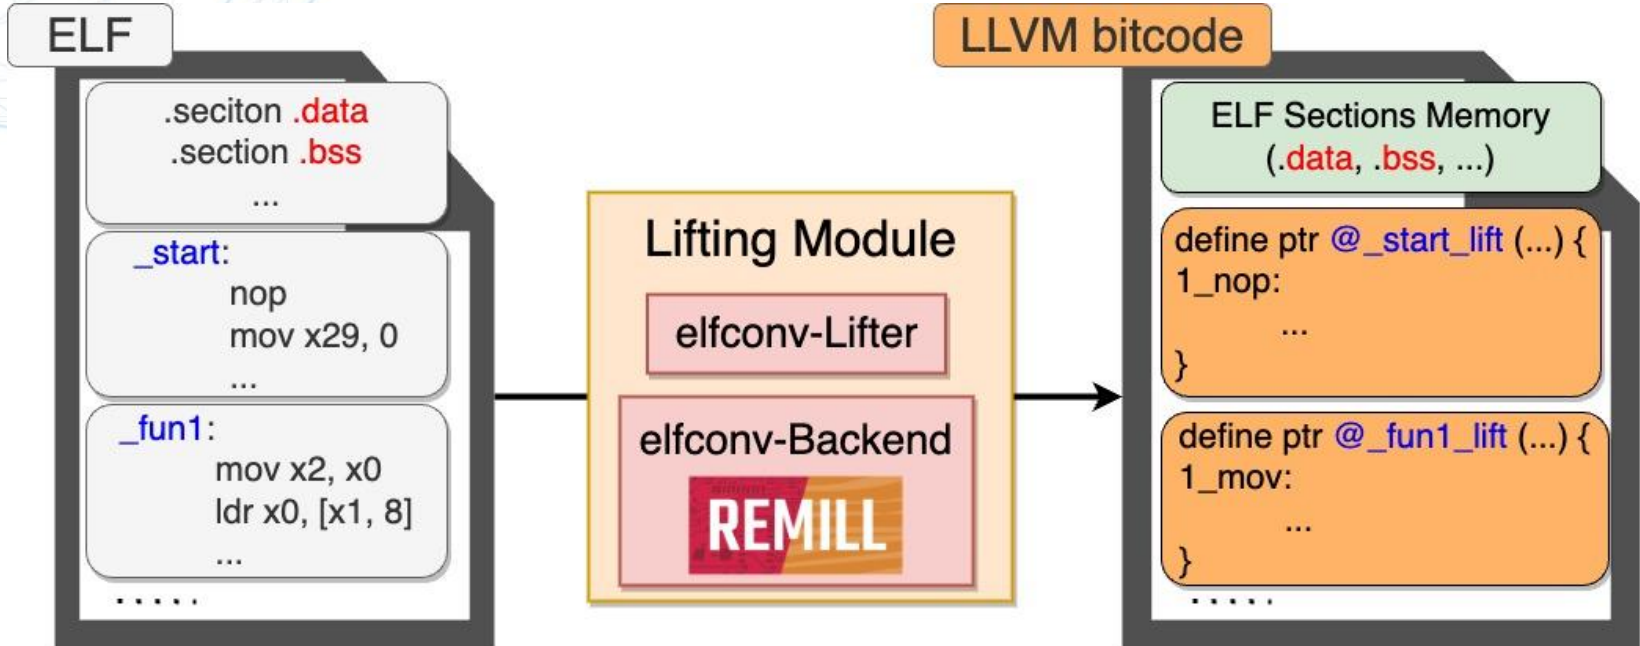 ELF
.seciton .data
.section .bss
...
_start:
nop
mov x29, 0
...
_fun1:
mov x2, x0
ldr x0, [x1, 8]
...
.....
Lifting Module
elfconv-Lifter
elfconv-Backend
REMILL
LLVM bitcode
ELF Sections Memory
(.data, .bss, ...)
define ptr @_start_lift (...) {
1_nop:
...
}
define ptr @_fun1_lift (...) {
1_mov:
...
}
.....